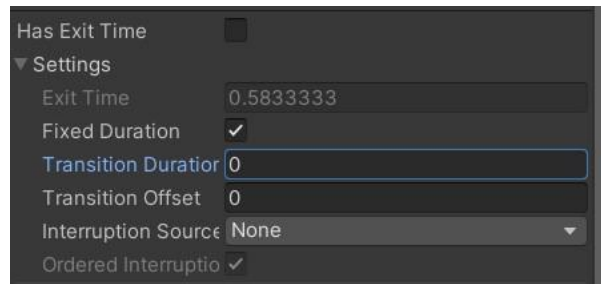 Has Exit Time
Settings
Exit Time 0.5833333
Fixed Duration
Transition Duration 0
Transition Offset 0
Interruption Source None
Ordered Interruptio